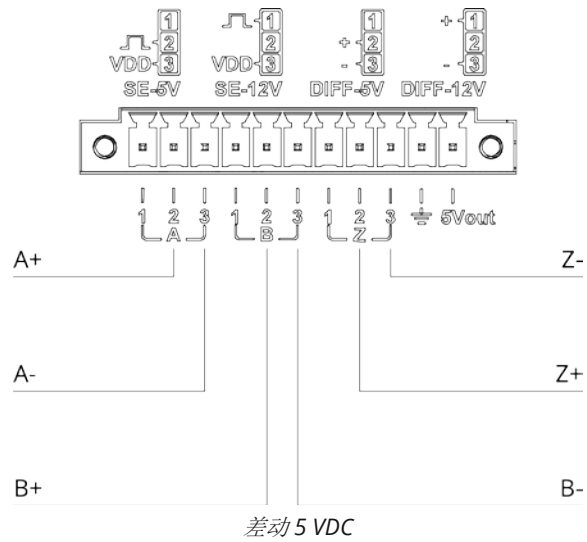 1 1 1 + 1
2 2 + 2 2
VDD 3 VDD 3 - 3 - 3
SE-5V SE-12V DIFF-5V DIFF-12V
1 2 3 1 2 3 1 2 3 5Vout
A B Z
A+ Z-
A- Z+
B+ B-
差动 5 VDC